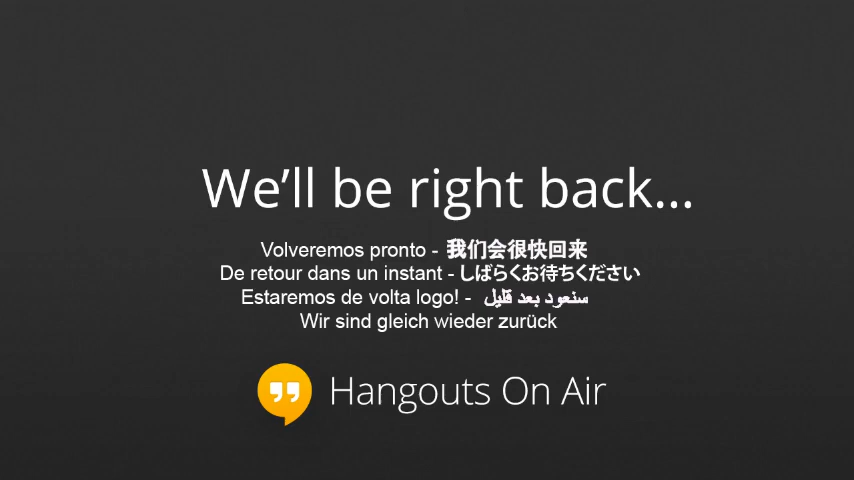 We'll be right back...
Volveremos pronto - 我们会很快回来
De retour dans un instant - しばらくお待ちください
Estaremos de volta logo! - سنعود بعد قليل
Wir sind gleich wieder zurück
Hangouts On Air